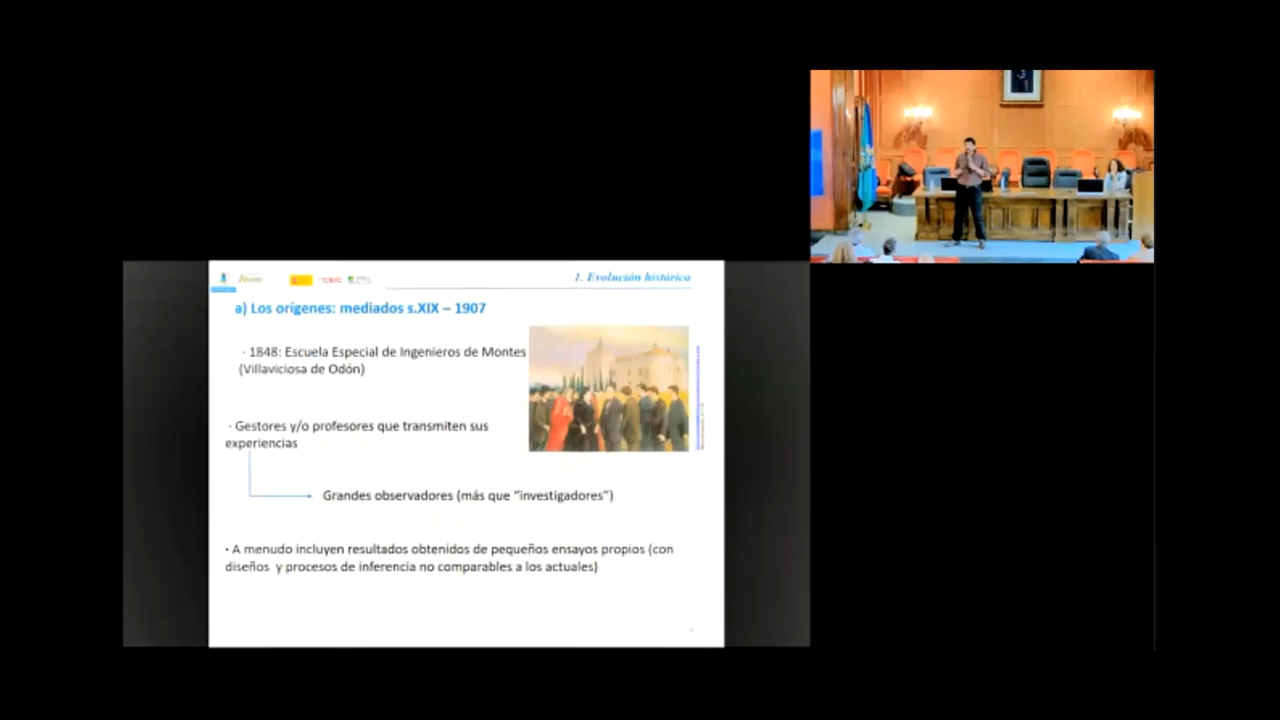 1. Evolución histórica
a) Los orígenes: mediados s.XIX – 1907
· 1848: Escuela Especial de Ingenieros de Montes
(Villaviciosa de Odón)
· Gestores y/o profesores que transmiten sus
experiencias
Grandes observadores (más que “investigadores”)
· A menudo incluyen resultados obtenidos de pequeños ensayos propios (con
diseños y procesos de inferencia no comparables a los actuales)